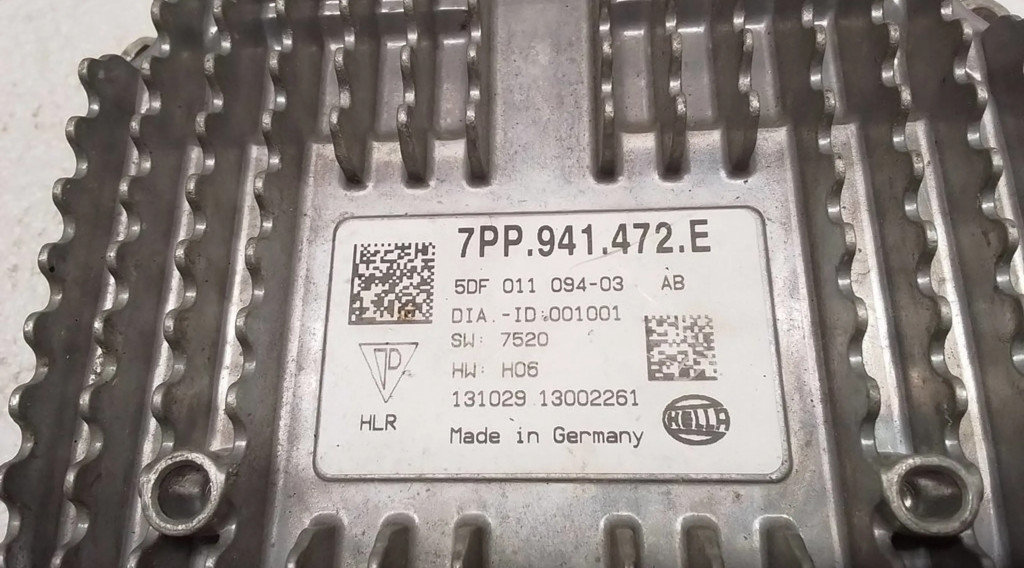 7PP.941.472.E
5DF 011 094-03 AB
DIA.-ID:001001
SW: 7520
HW: H06
131029 13002261
HLR
Made in Germany
HELLA